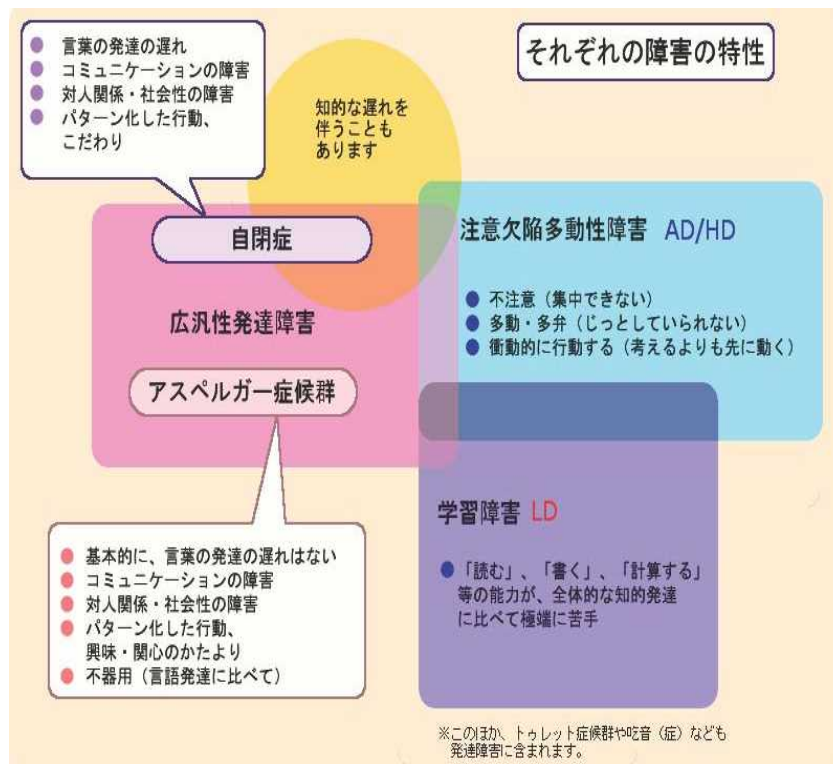 それぞれの障害の特性
● 言葉の発達の遅れ
● コミュニケーションの障害
● 対人関係・社会性の障害
● パターン化した行動、
こだわり
知的な遅れを
伴うことも
あります
自閉症
広汎性発達障害
アスペルガー症候群
● 基本的に、言葉の発達の遅れはない
● コミュニケーションの障害
● 対人関係・社会性の障害
● パターン化した行動、
興味・関心のかたより
● 不器用（言語発達に比べて）
注意欠陥多動性障害 AD/HD
● 不注意（集中できない）
● 多動・多弁（じっとしていられない）
● 衝動的に行動する（考えるよりも先に動く）
学習障害 LD
● 「読む」、「書く」、「計算する」
等の能力が、全体的な知的発達
に比べて極端に苦手
※このほか、トゥレット症候群や吃音（症）なども
発達障害に含まれます。